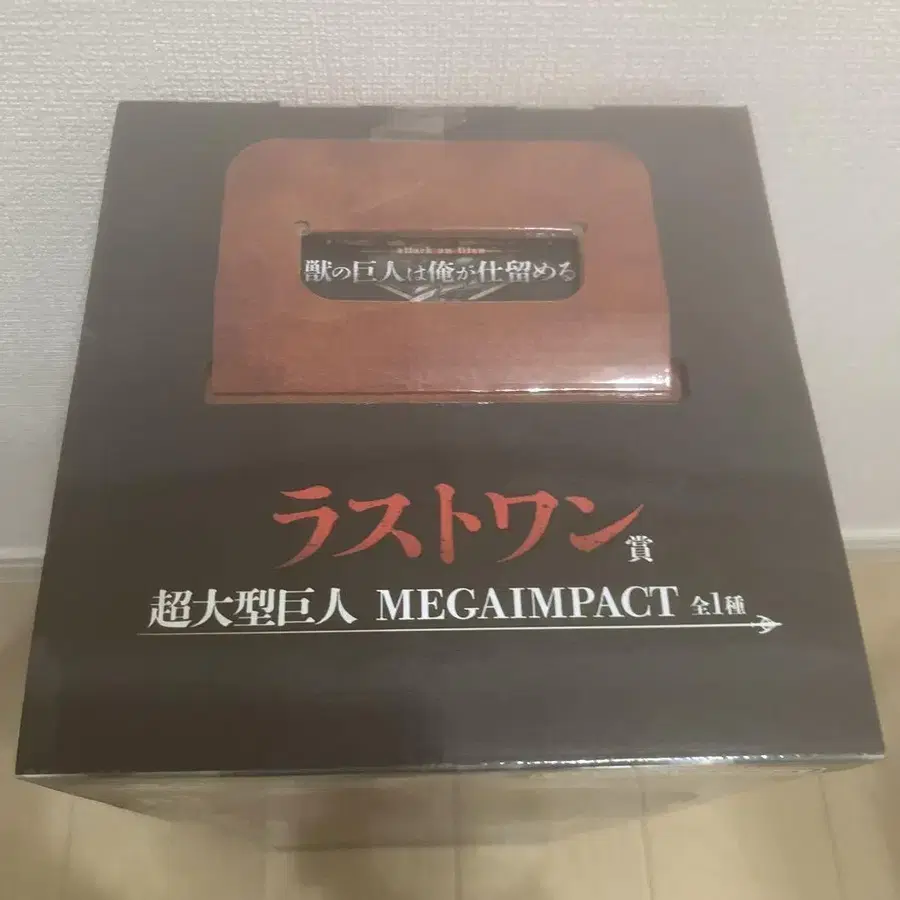 attack on titan
獣の巨人は俺が仕留める
ラストワン賞
超大型巨人 MEGAIMPACT 全1種